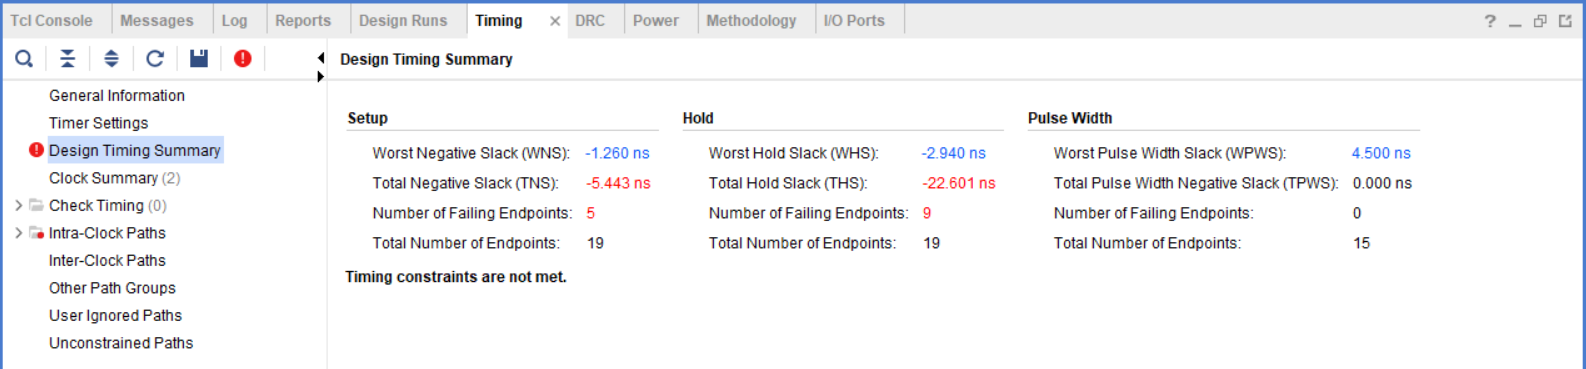 Tcl Console Messages Log Reports Design Runs Timing × DRC Power Methodology I/O Ports ?
Design Timing Summary
General Information
Timer Settings
Design Timing Summary
Clock Summary (2)
Check Timing (0)
Intra-Clock Paths
Inter-Clock Paths
Other Path Groups
User Ignored Paths
Unconstrained Paths
Setup
Worst Negative Slack (WNS): -1.260 ns
Total Negative Slack (TNS): -5.443 ns
Number of Failing Endpoints: 5
Total Number of Endpoints: 19
Hold
Worst Hold Slack (WHS): -2.940 ns
Total Hold Slack (THS): -22.601 ns
Number of Failing Endpoints: 9
Total Number of Endpoints: 19
Pulse Width
Worst Pulse Width Slack (WPWS): 4.500 ns
Total Pulse Width Negative Slack (TPWS): 0.000 ns
Number of Failing Endpoints: 0
Total Number of Endpoints: 15
Timing constraints are not met.